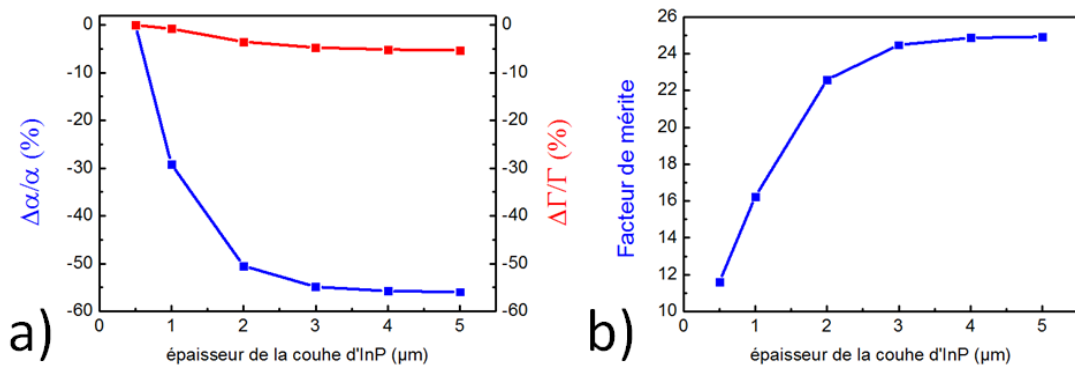 0
-10
-20
-30
-40
-50
-60
Δα/α (%)
0
-10
-20
-30
-40
-50
-60
ΔΓ/Γ (%)
0 1 2 3 4 5
épaisseur de la couhe d'InP (µm)
a)
26
24
22
20
18
16
14
12
10
Facteur de mérite
0 1 2 3 4 5
épaisseur de la couhe d'InP (µm)
b)